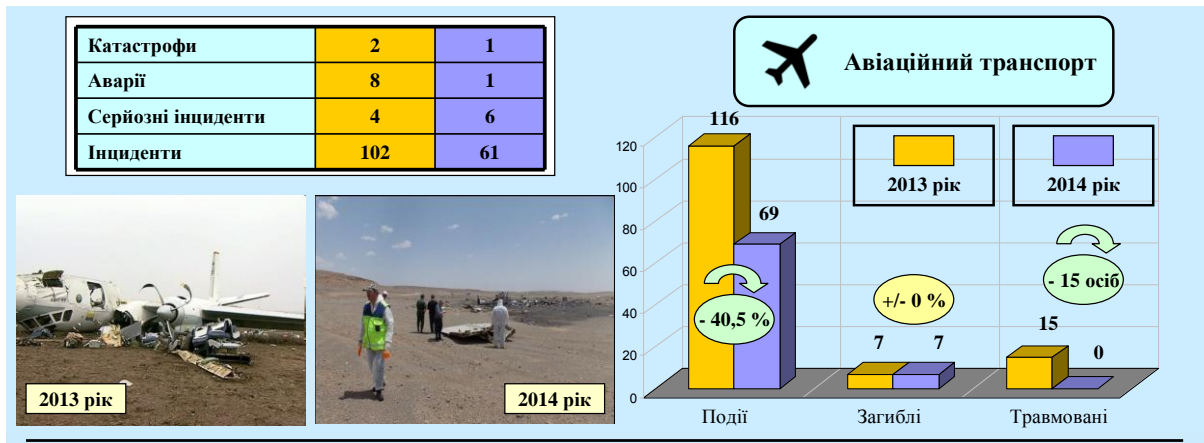 Катастрофи 2 1
Аварії 8 1
Серйозні інциденти 4 6
Інциденти 102 61
2013 рік
2014 рік
Авіаційний транспорт
2013 рік 2014 рік
120
100
80
60
40
20
0
116
69
- 40,5 %
+/- 0 %
7 7
- 15 осіб
15
0
Події Загиблі Травмовані